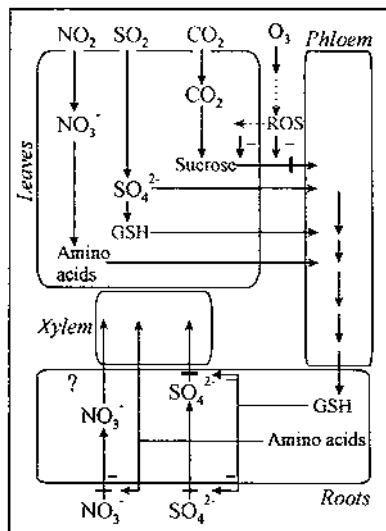 NO₂ SO₂ CO₂ O₃
Phloem
CO₂
NO₃⁻
ROS
Leaves
Sucrose
SO₄²⁻
GSH
Amino
acids
Xylem
?
SO₄²⁻
NO₃⁻
GSH
Amino acids
NO₃⁻ SO₄²⁻
Roots